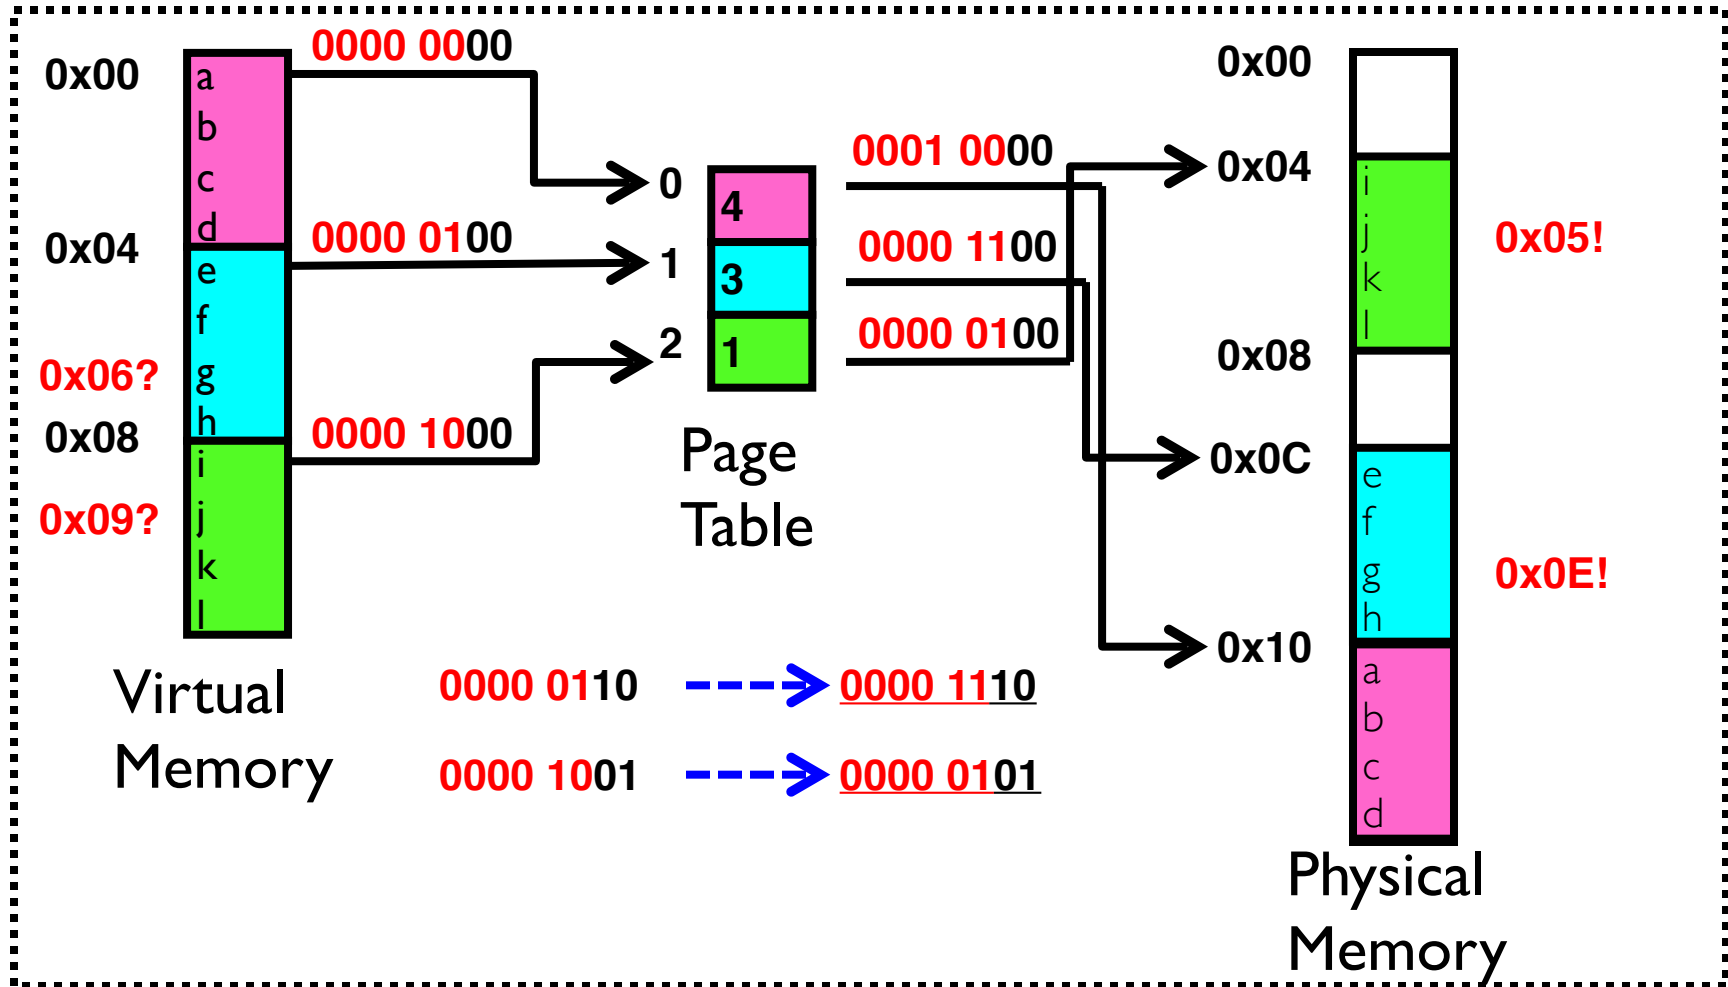 0x00
a
b
c
d
0x04
e
f
0x06?
g
h
0x08
i
0x09?
j
k
l
Virtual
Memory
0000 0000
0000 0100
0000 1000
0
1
2
4
3
1
Page
Table
0001 0000
0000 1100
0000 0100
0000 0110
0000 1110
0000 1001
0000 0101
0x00
0x04
i
j
k
l
0x05!
0x08
0x0C
e
f
g
h
0x0E!
0x10
a
b
c
d
Physical
Memory